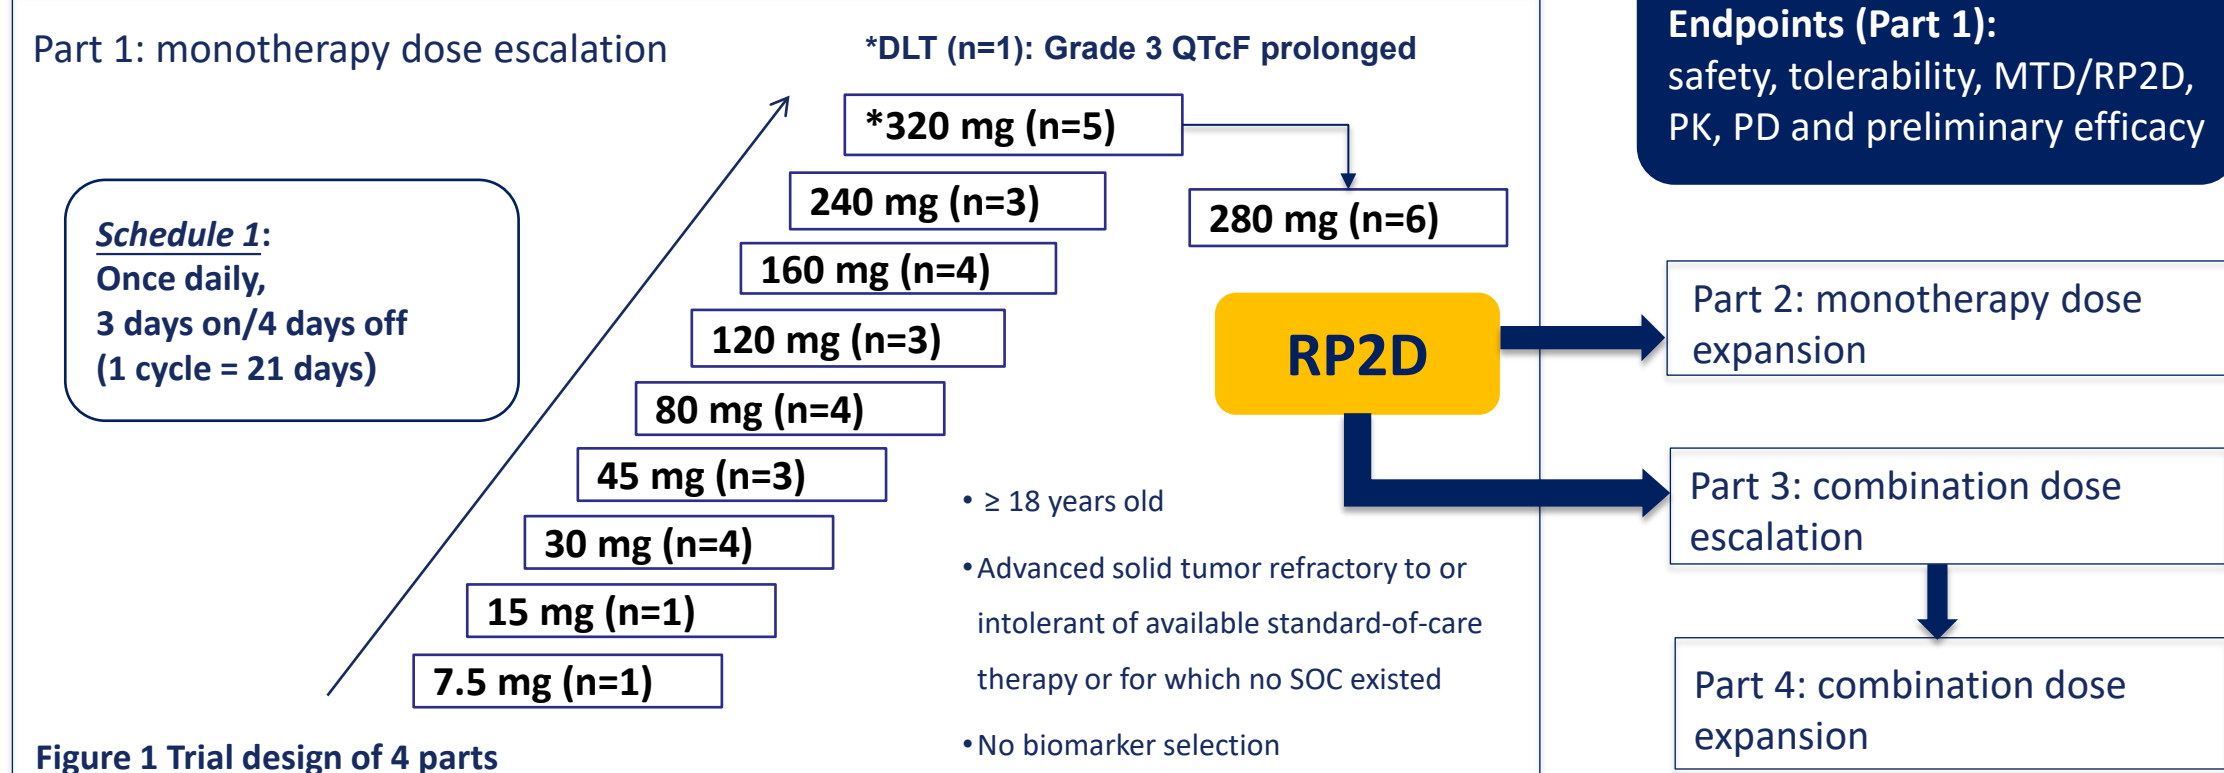 Part 1: monotherapy dose escalation
*DLT (n=1): Grade 3 QTcF prolonged
*320 mg (n=5)
240 mg (n=3)
280 mg (n=6)
160 mg (n=4)
120 mg (n=3)
80 mg (n=4)
45 mg (n=3)
30 mg (n=4)
15 mg (n=1)
7.5 mg (n=1)
Schedule 1:
Once daily,
3 days on/4 days off
(1 cycle = 21 days)
RP2D
• ≥ 18 years old
• Advanced solid tumor refractory to or
intolerant of available standard-of-care
therapy or for which no SOC existed
• No biomarker selection
Figure 1 Trial design of 4 parts
Endpoints (Part 1):
safety, tolerability, MTD/RP2D,
PK, PD and preliminary efficacy
Part 2: monotherapy dose
expansion
Part 3: combination dose
escalation
Part 4: combination dose
expansion